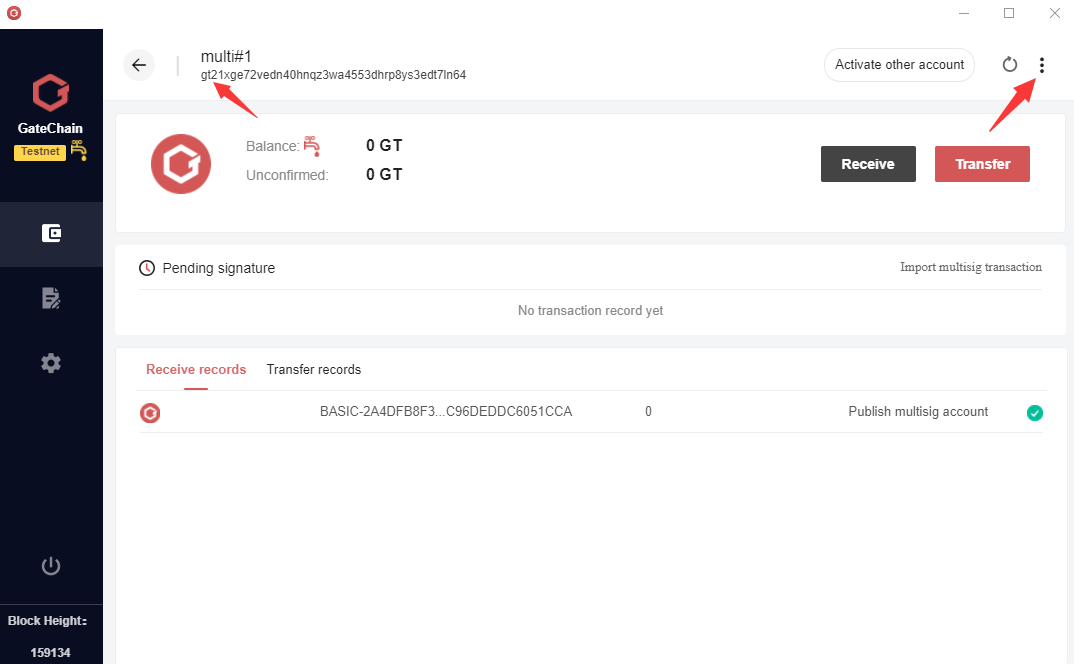 multi#1
gt21xge72vedn40hnqz3wa4553dhrp8ys3edt7ln64
Activate other account
GateChain
Testnet
Balance:
0 GT
Unconfirmed:
0 GT
Receive
Transfer
Pending signature
Import multisig transaction
No transaction record yet
Receive records
Transfer records
BASIC-2A4DFB8F3...C96DEDDC6051CCA
0
Publish multisig account
Block Height:
159134